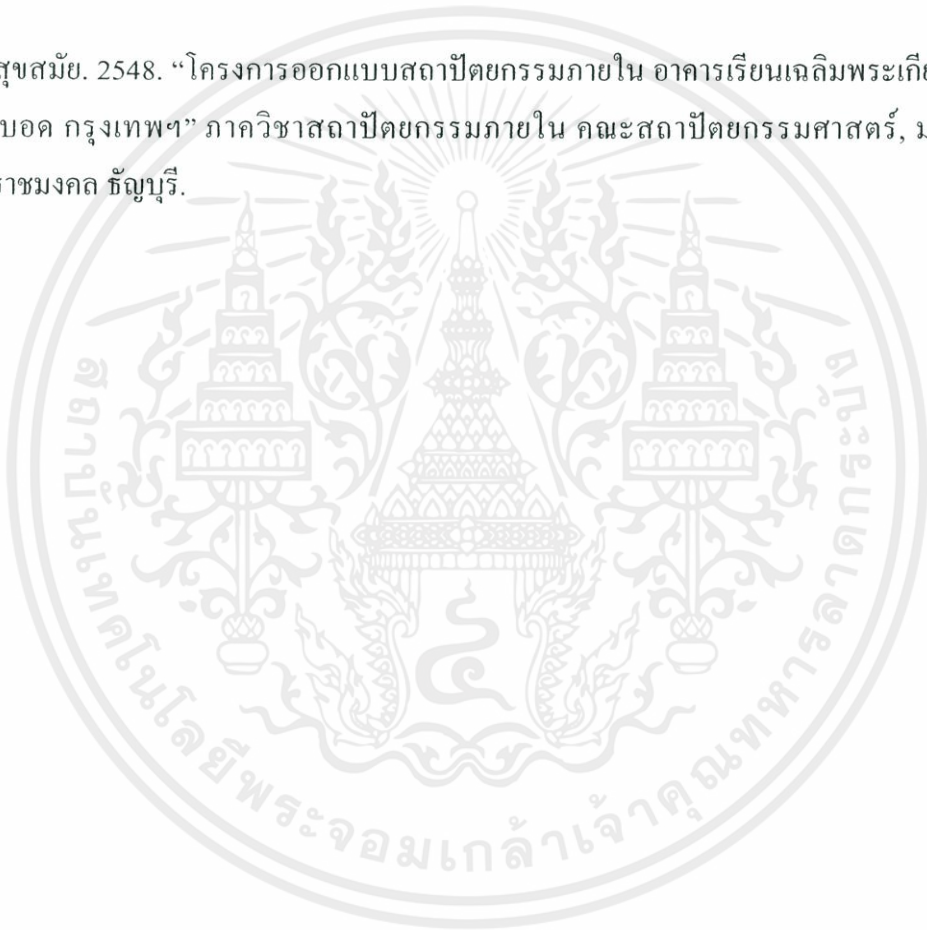 สุขสมัย. 2548. “โครงการออกแบบสถาปัตยกรรมภายใน อาคารเรียนเฉลิมพระเกีย
บอด กรุงเทพฯ” ภาควิชาสถาปัตยกรรมภายใน คณะสถาปัตยกรรมศาสตร์, ม
ราชมงคล ธัญบุรี.
สถาบันเทคโนโลยีพระจอมเกล้าเจ้าคุณทหารลาดกระบัง